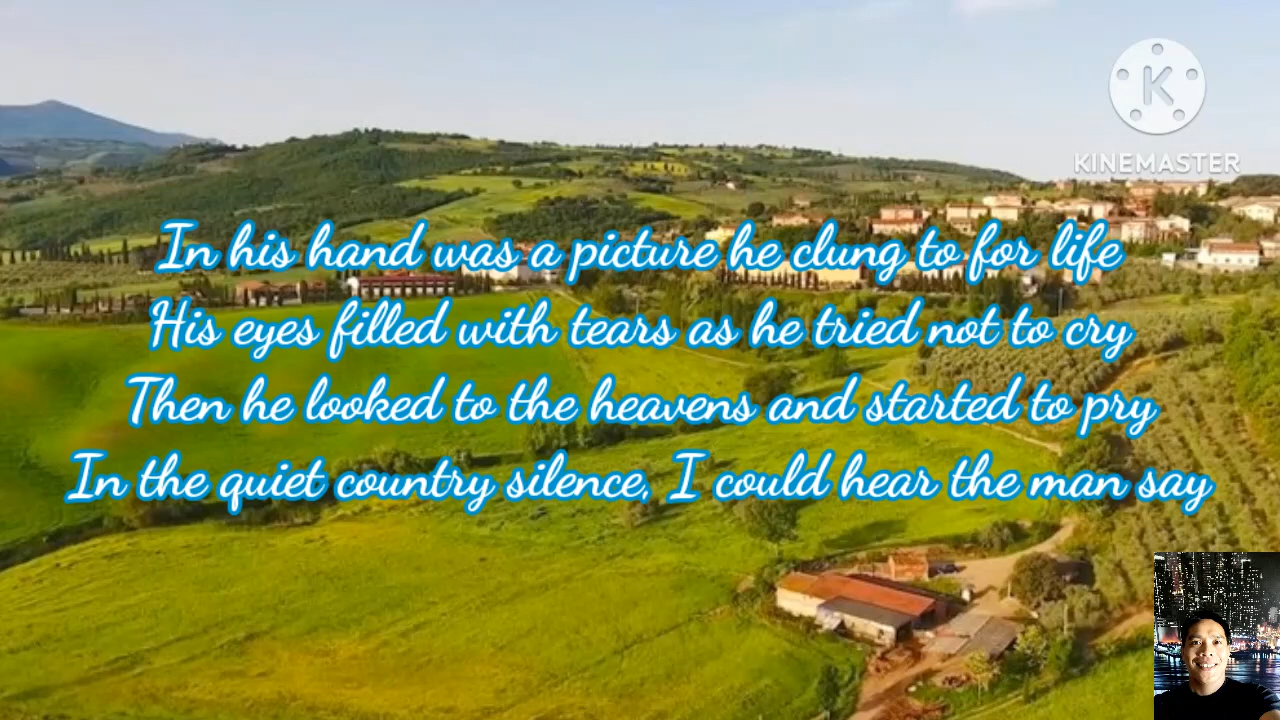 KINEMASTER
In his hand was a picture he clung to for life
His eyes filled with tears as he tried not to cry
Then he looked to the heavens and started to pry
In the quiet country silence, I could hear the man say